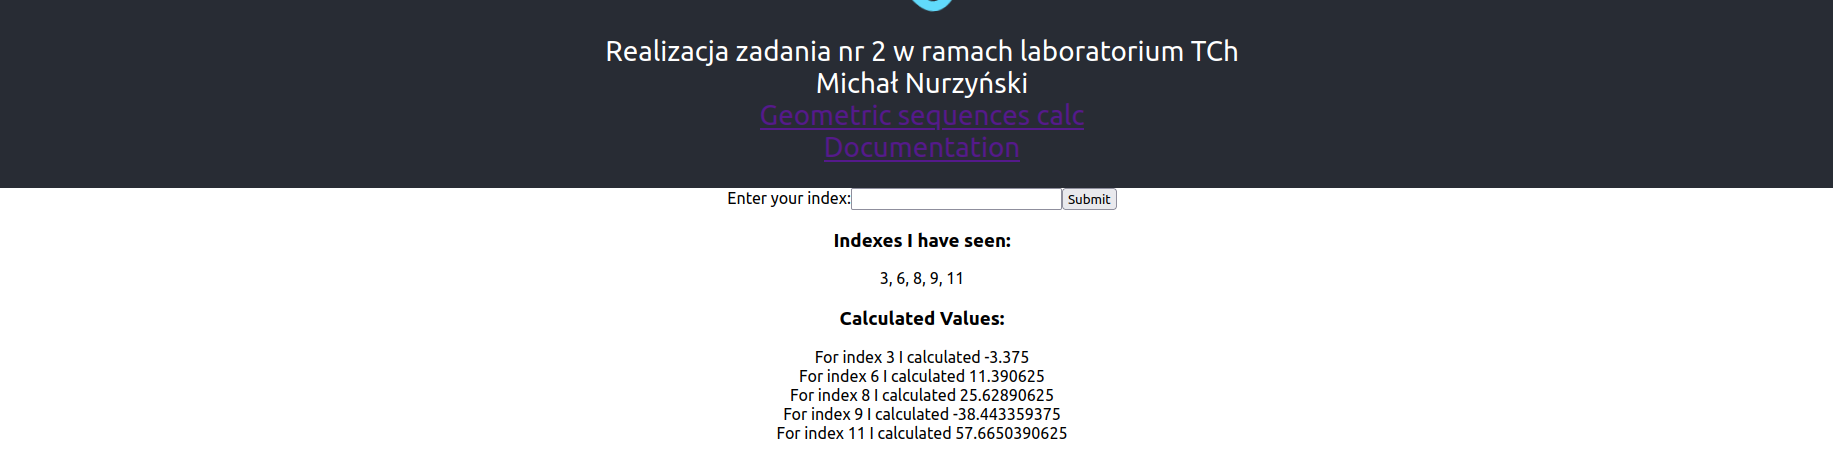 Realizacja zadania nr 2 w ramach laboratorium TCh
Michał Nurzyński
Geometric sequences calc
Documentation
Enter your index: Submit
Indexes I have seen:
3, 6, 8, 9, 11
Calculated Values:
For index 3 I calculated -3.375
For index 6 I calculated 11.390625
For index 8 I calculated 25.62890625
For index 9 I calculated -38.443359375
For index 11 I calculated 57.6650390625